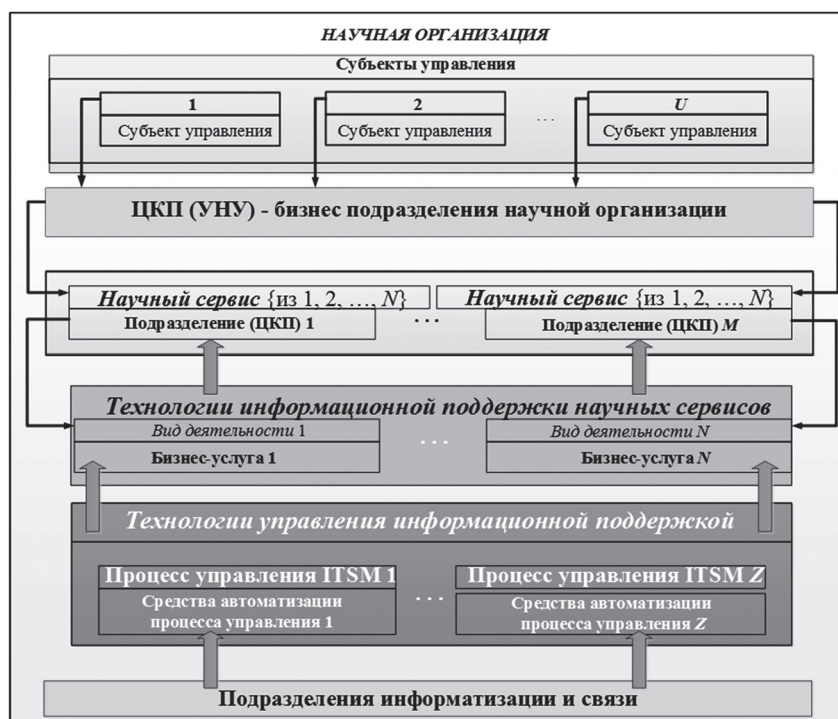 НАУЧНАЯ ОРГАНИЗАЦИЯ
Субъекты управления
1 2 ... U
Субъект управления Субъект управления Субъект управления
ЦКП (УНУ) - бизнес подразделения научной организации
Научный сервис {из 1, 2, …, N} Научный сервис {из 1, 2, …, N}
Подразделение (ЦКП) 1 ... Подразделение (ЦКП) M
Технологии информационной поддержки научных сервисов
Вид деятельности 1 ... Вид деятельности N
Бизнес-услуга 1 Бизнес-услуга N
Технологии управления информационной поддержкой
Процесс управления ITSM 1 ... Процесс управления ITSM Z
Средства автоматизации Средства автоматизации
процесса управления 1 процесса управления Z
Подразделения информатизации и связи